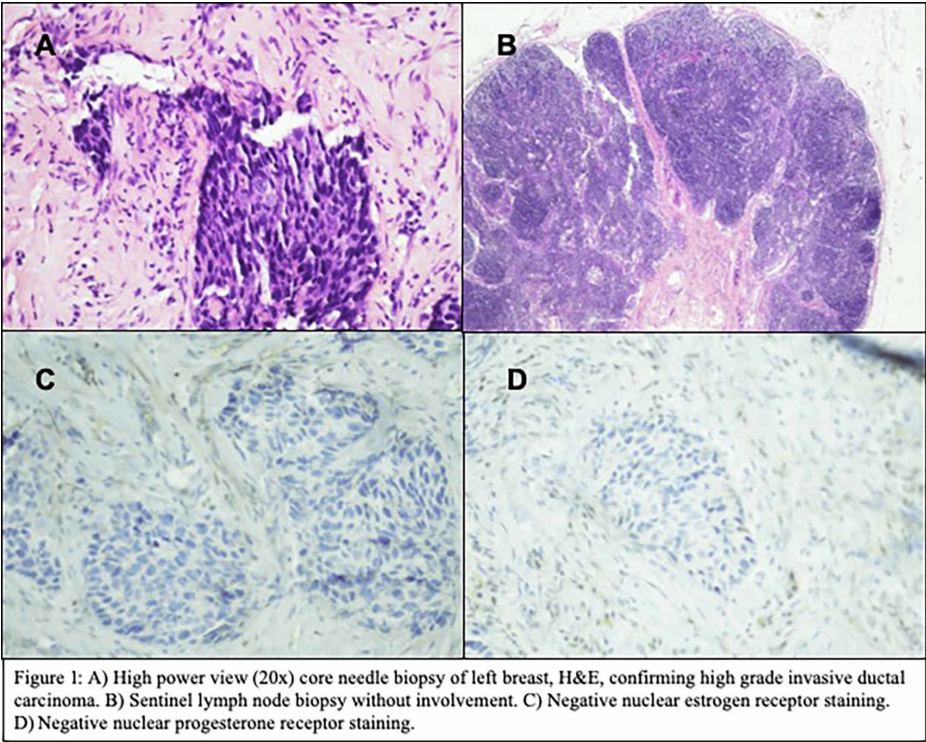 A
B
C
D
Figure 1: A) High power view (20x) core needle biopsy of left breast, H&E, confirming high grade invasive ductal
carcinoma. B) Sentinel lymph node biopsy without involvement. C) Negative nuclear estrogen receptor staining.
D) Negative nuclear progesterone receptor staining.